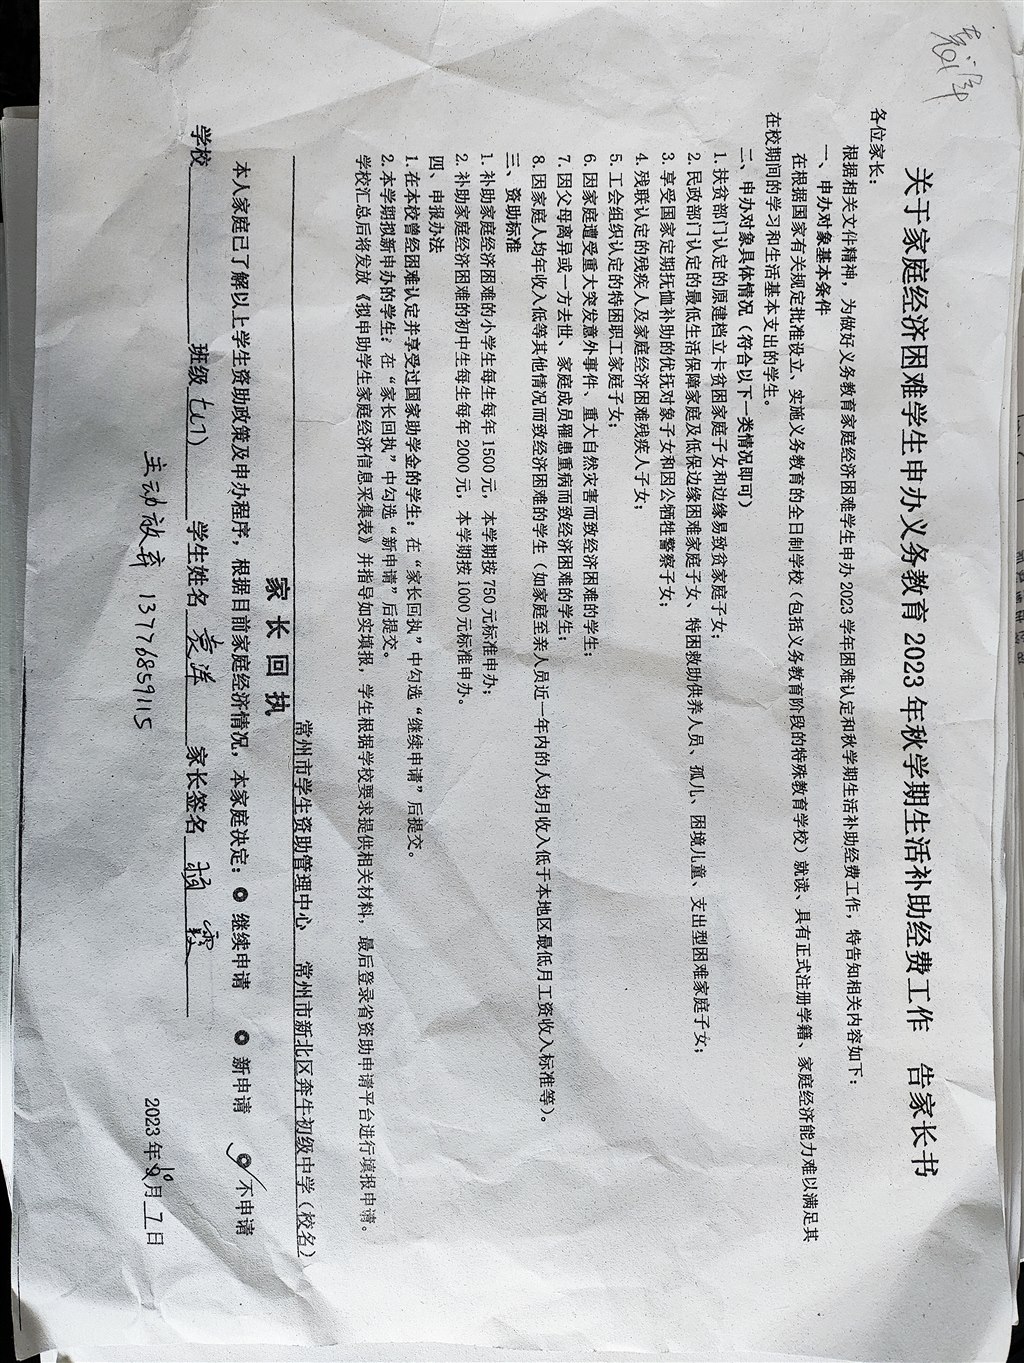 关于家庭经济困难学生申办义务教育 2023 年秋学期生活补助经费工作 告家长书
各位家长：
根据相关文件精神，为做好义务教育家庭经济困难学生申办 2023 学年困难认定和秋学期生活补助经费工作，特告知相关内容如下：
一、申办对象基本条件
在根据国家有关规定批准设立、实施义务教育的全日制学校（包括义务教育阶段的特殊教育学校）就读、具有正式注册学籍、家庭经济能力难以满足其
在校期间的学习和生活基本支出的学生。
二、申办对象具体情况（符合以下一类情况即可）
1. 扶贫部门认定的原建档立卡贫困家庭子女和边缘易致贫家庭子女；
2. 民政部门认定的最低生活保障家庭及低保边缘困难家庭子女、特困救助供养人员、孤儿、困境儿童、支出型困难家庭子女；
3. 享受国家定期抚恤补助的优抚对象子女和因公牺牲警察子女；
4. 残联认定的残疾人及家庭经济困难残疾人子女；
5. 工会组织认定的特困职工家庭子女；
6. 因家庭遭受重大突发意外事件、重大自然灾害而致经济困难的学生；
7. 因父母离异或一方去世、家庭成员罹患重病而致经济困难的学生；
8. 因家庭人均年收入低等其他情况而致经济困难的学生（如家庭至亲人员近一年内的人均月收入低于本地区最低月工资收入标准等）。
三、资助标准
1. 补助家庭经济困难的小学生每生每年 1500 元，本学期按 750 元标准申办；
2. 补助家庭经济困难的初中生每生每年 2000 元，本学期按 1000 元标准申办。
四、申报办法
1. 在本校曾经困难认定并享受过国家助学金的学生：在“家长回执”中勾选“继续申请”后提交。
2. 本学期拟新申办的学生：在“家长回执”中勾选“新申请”后提交。
学校汇总后将发放《拟申助学生家庭经济信息采集表》并指导如实填报，学生根据学校要求提供相关材料，最后登录省资助申请平台进行填报申请。
常州市学生资助管理中心 常州市新北区奔牛初级中学（校名）
家 长 回 执
本人家庭已了解以上学生资助政策及申办程序，根据目前家庭经济情况，本家庭决定： 继续申请 新申请 不申请
学校 班级 七(7) 学生姓名 袁洋 家长签名
主动放弃 13776859115
2023 年 10 月 7 日